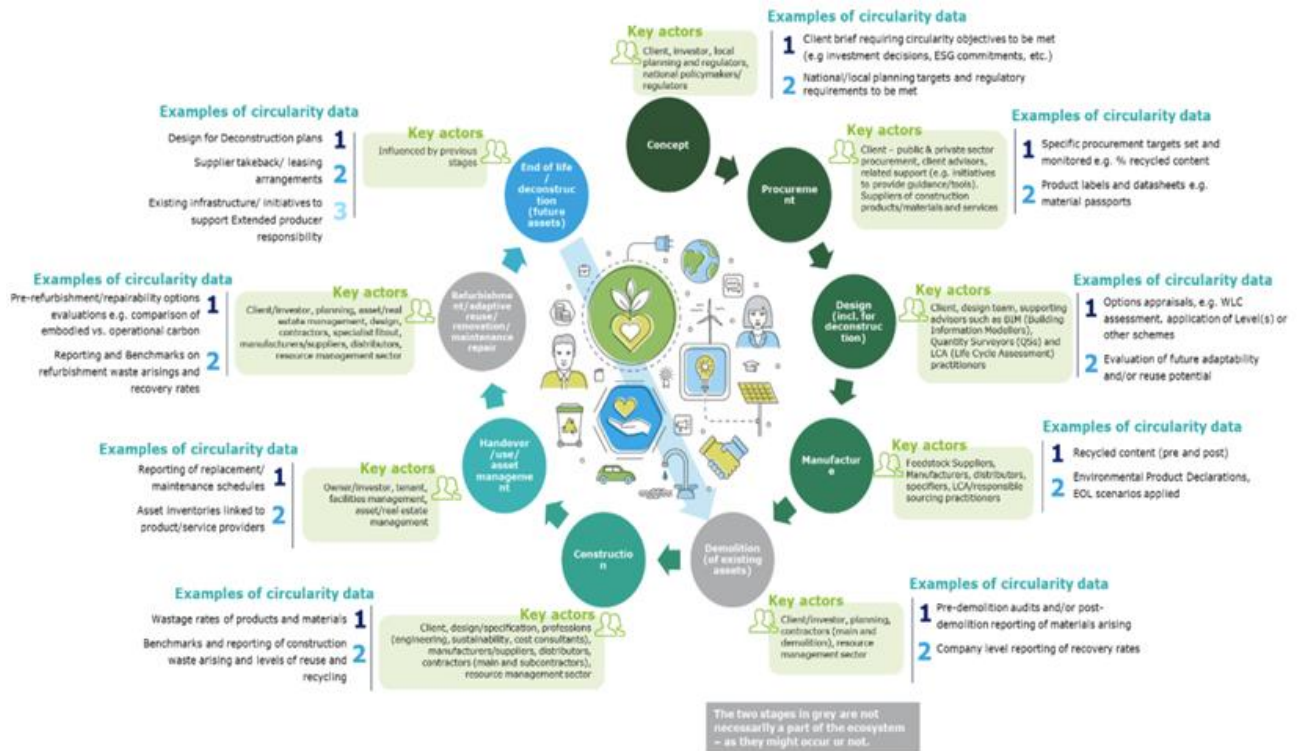 Examples of circularity data
Key actors
Client, investor, local
planning and regulators,
national policymakers/
regulators
1 Client brief requiring circularity objectives to be met
(e.g investment decisions, ESG commitments, etc.)
2 National/local planning targets and regulatory
requirements to be met
Concept
Examples of circularity data
Key actors
Client – public & private sector
procurement, client advisors,
related support (e.g. initiatives
to provide guidance/tools).
Suppliers of construction
products/materials and services
1 Specific procurement targets set and
monitored e.g. % recycled content
2 Product labels and datasheets e.g.
material passports
Procureme
nt
Examples of circularity data
Key actors
Client, design team, supporting
advisors such as BIM (Building
Information Modellers),
Quantity Surveyors (QSs) and
LCA (Life Cycle Assessment)
practitioners
1 Options appraisals, e.g. WLC
assessment, application of Level(s) or
other schemes
2 Evaluation of future adaptability
and/or reuse potential
Design
(incl. for
deconstruc
tion)
Examples of circularity data
Key actors
Feedstock Suppliers,
Manufacturers, distributors,
specifiers, LCA/responsible
sourcing practitioners
1 Recycled content (pre and post)
2 Environmental Product Declarations,
EOL scenarios applied
Manufactur
e
Examples of circularity data
Key actors
Client/investor, planning,
contractors (main and
demolition), resource
management sector
1 Pre-demolition audits and/or post-
demolition reporting of materials arising
2 Company level reporting of recovery rates
Demolition
(of existing
assets)
Examples of circularity data
Key actors
Client, design/specification, professions
(engineering, sustainability, cost consultants),
manufacturers/suppliers, distributors,
contractors (main and subcontractors),
resource management sector
Wastage rates of products and materials 1
Benchmarks and reporting of construction 2
waste arising and levels of reuse and
recycling
Constructio
n
Examples of circularity data
Key actors
Owner/investor, tenant,
facilities management,
asset/real estate
management
Reporting of replacement/ 1
maintenance schedules
Asset inventories linked to 2
product/service providers
Handover
/use/
asset
manageme
nt
Examples of circularity data
Key actors
Client/investor, planning, asset/real
estate management, design,
contractors, specialist fitout,
manufacturers/suppliers, distributors,
resource management sector
Pre-refurbishment/repairability options 1
evaluations e.g. comparison of
embodied vs. operational carbon
Reporting and Benchmarks on 2
refurbishment waste arisings and
recovery rates
Refurbishme
nt/adaptive
reuse/
renovation/
maintenance
repair
Examples of circularity data
Key actors
Influenced by previous
stages
Design for Deconstruction plans 1
Supplier takeback/ leasing 2
arrangements
Existing infrastructure/ initiatives to 3
support Extended producer
responsibility
End of life
/
deconstruc
tion
(future
assets)
The two stages in grey are not
necessarily a part of the ecosystem
– as they might occur or not.